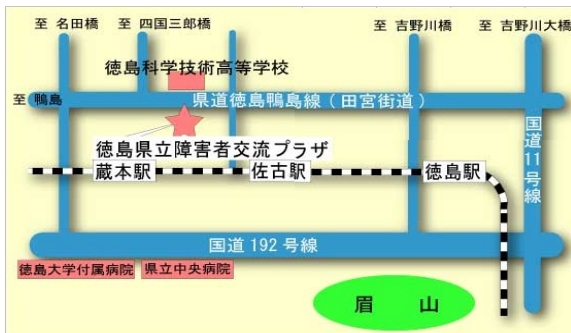 至 名田橋
至 四国三郎橋
至 吉野川橋
至 吉野川大橋
徳島科学技術高等学校
至 鴨島
県道徳島鴨島線(田宮街道)
徳島県立障害者交流プラザ
国道11号線
蔵本駅
佐古駅
徳島駅
国道192号線
徳島大学付属病院
県立中央病院
眉 山